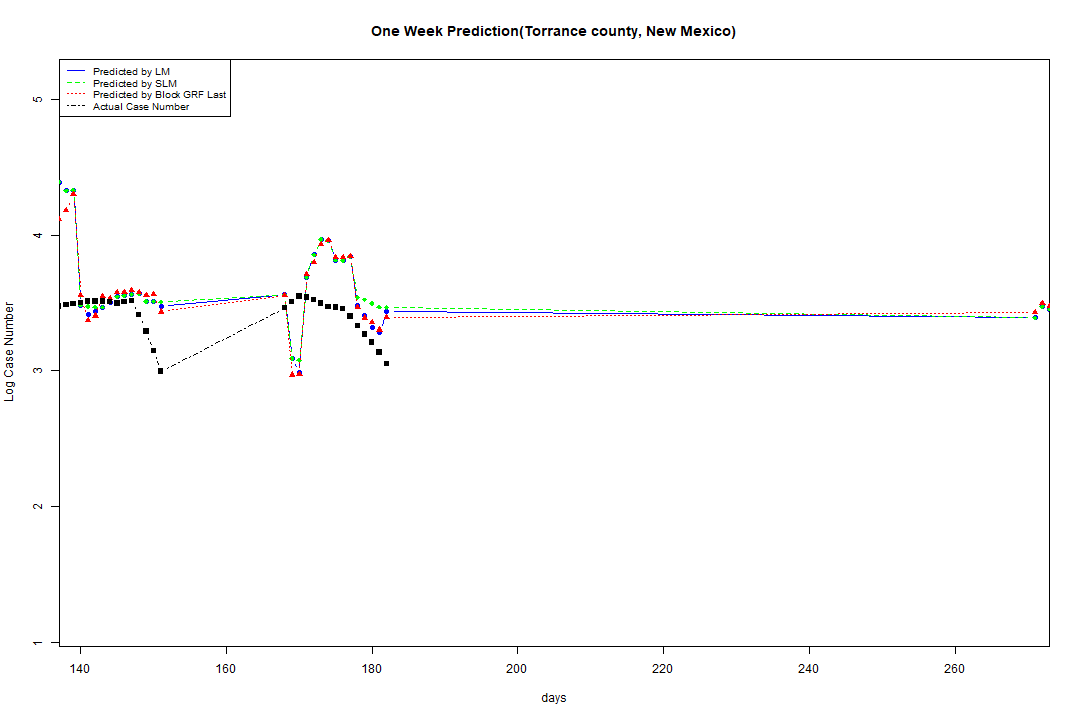 One Week Prediction(Torrance county, New Mexico)
Predicted by LM
Predicted by SLM
Predicted by Block GRF Last
Actual Case Number
5
4
3
2
1
Log Case Number
140 160 180 200 220 240 260
days